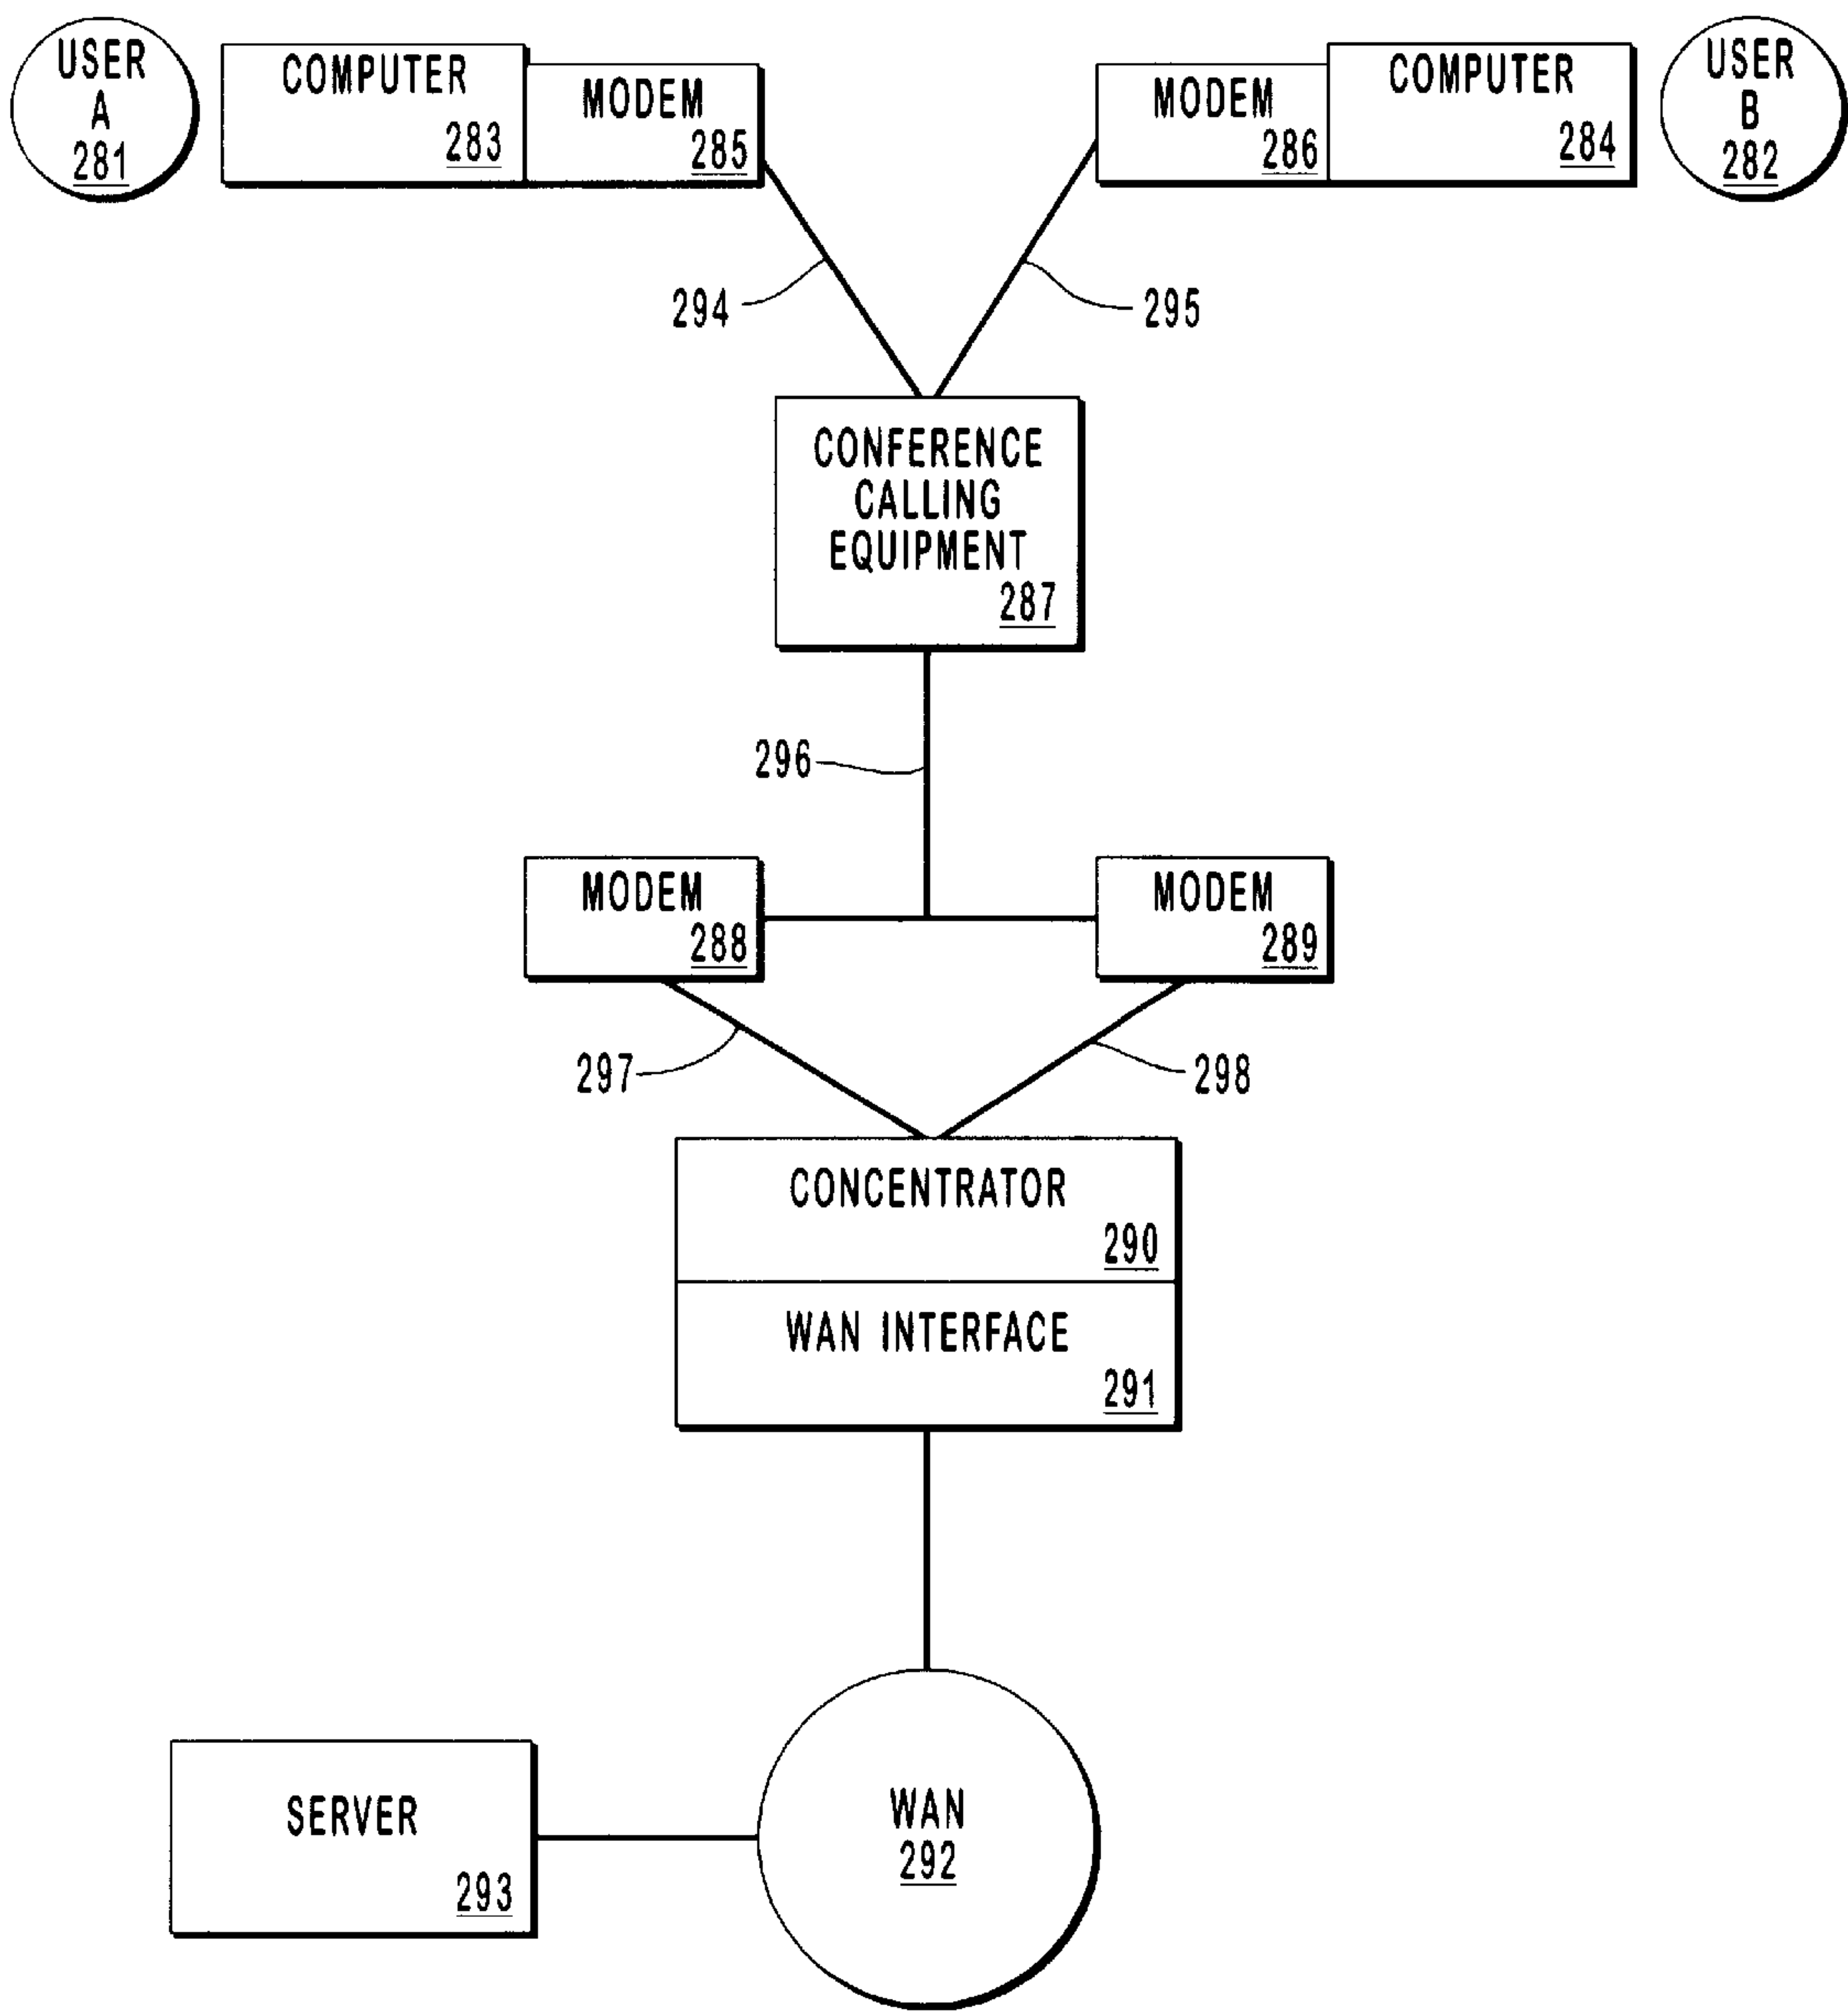 USER
A
281
COMPUTER
283
MODEM
285
MODEM
286
COMPUTER
284
USER
B
282
294
295
CONFERENCE
CALLING
EQUIPMENT
287
296
MODEM
288
MODEM
289
297
298
CONCENTRATOR
290
WAN INTERFACE
291
SERVER
293
WAN
292